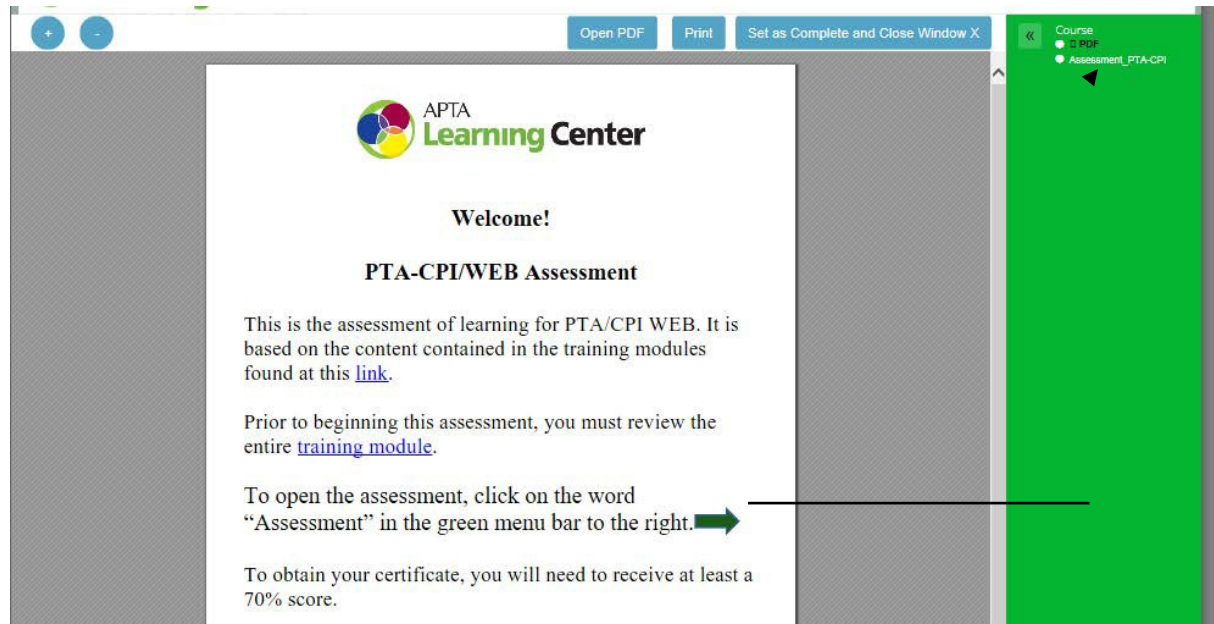 +
-
Open PDF
Print
Set as Complete and Close Window X
«
Course
PDF
Assessment_PTA-CPI
APTA
Learning Center
Welcome!
PTA-CPI/WEB Assessment
This is the assessment of learning for PTA/CPI WEB. It is
based on the content contained in the training modules
found at this link.
Prior to beginning this assessment, you must review the
entire training module.
To open the assessment, click on the word
“Assessment” in the green menu bar to the right.
To obtain your certificate, you will need to receive at least a
70% score.